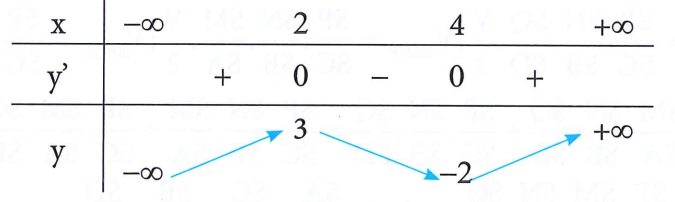 x −∞ 2 4 +∞
y' + 0 − 0 +
3 +∞
y
−∞ −2